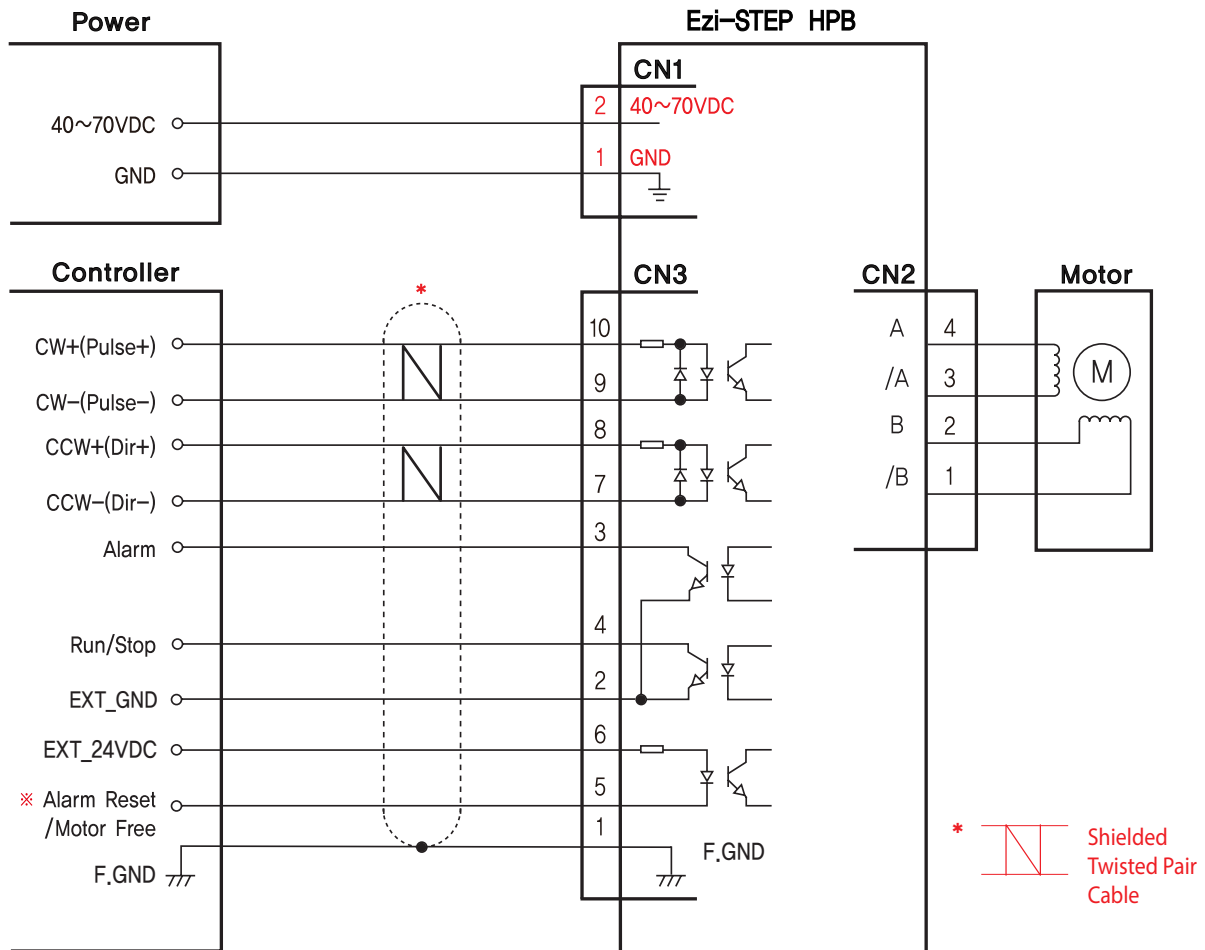 Power
Ezi-STEP HPB
CN1
2 40~70VDC
40~70VDC
1 GND
GND
Controller
CN3
CN2
Motor
*
10
CW+(Pulse+)
9
CW-(Pulse-)
8
CCW+(Dir+)
7
CCW-(Dir-)
3
Alarm
4
Run/Stop
2
EXT_GND
6
EXT_24VDC
5
※ Alarm Reset
/Motor Free
1
F.GND
F.GND
A 4
/A 3
B 2
/B 1
M
* Shielded
Twisted Pair
Cable